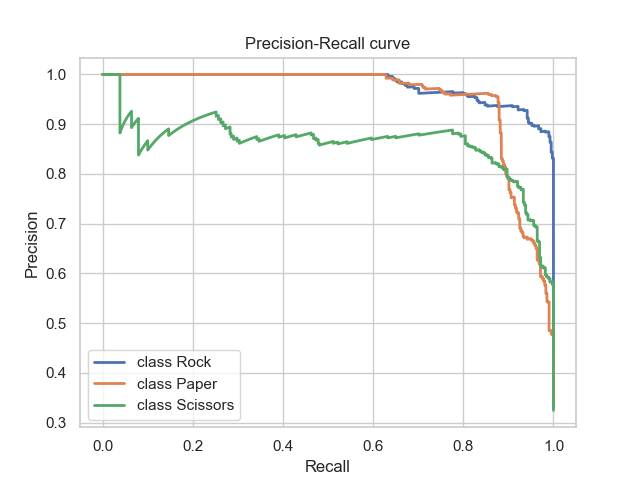 Precision-Recall curve
1.0
0.9
0.8
0.7
0.6
0.5
0.4
0.3
Precision
class Rock
class Paper
class Scissors
0.0 0.2 0.4 0.6 0.8 1.0
Recall